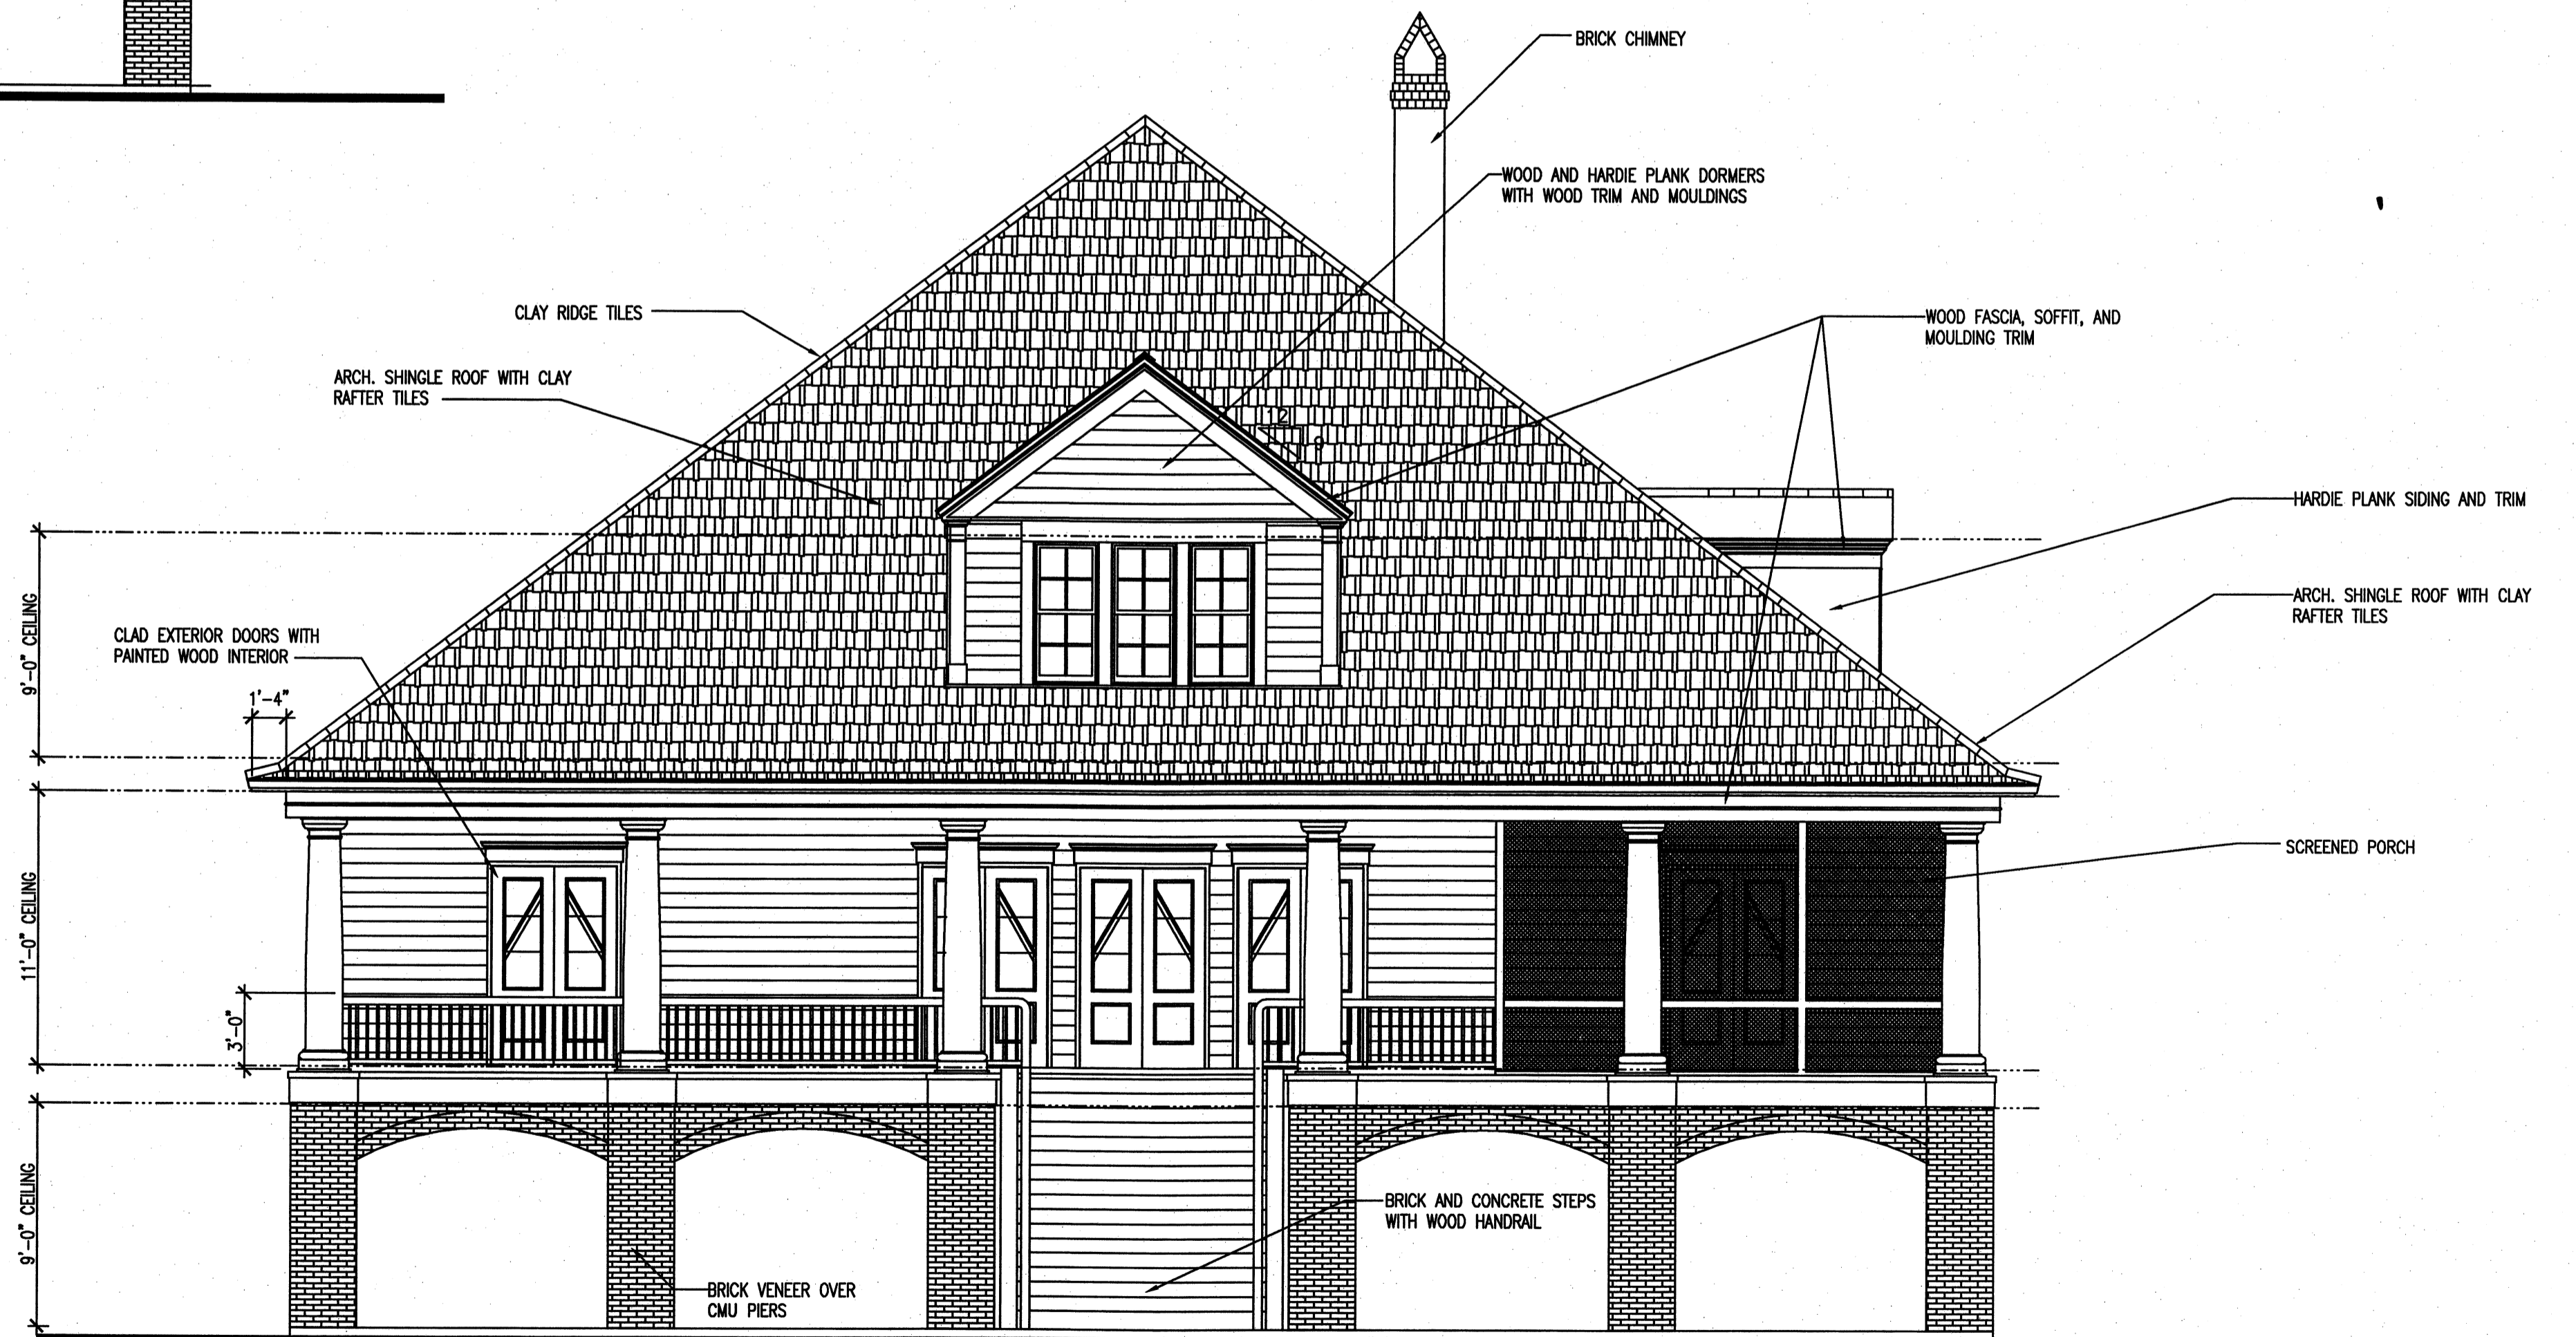 BRICK CHIMNEY
WOOD AND HARDIE PLANK DORMERS
WITH WOOD TRIM AND MOULDINGS
CLAY RIDGE TILES
WOOD FASCIA, SOFFIT, AND
MOULDING TRIM
ARCH. SHINGLE ROOF WITH CLAY
RAFTER TILES
12
8
HARDIE PLANK SIDING AND TRIM
ARCH. SHINGLE ROOF WITH CLAY
RAFTER TILES
9'-0" CEILING
CLAD EXTERIOR DOORS WITH
PAINTED WOOD INTERIOR
1'-4"
SCREENED PORCH
11'-0" CEILING
3'-0"
9'-0" CEILING
BRICK AND CONCRETE STEPS
WITH WOOD HANDRAIL
BRICK VENEER OVER
CMU PIERS